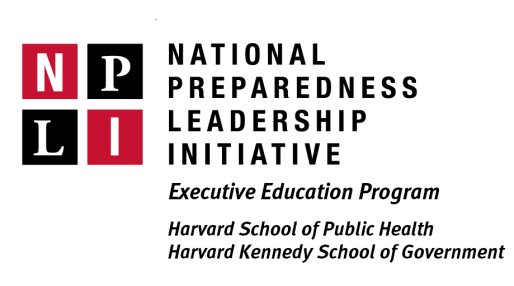 N P
L I
NATIONAL
PREPAREDNESS
LEADERSHIP
INITIATIVE
Executive Education Program
Harvard School of Public Health
Harvard Kennedy School of Government